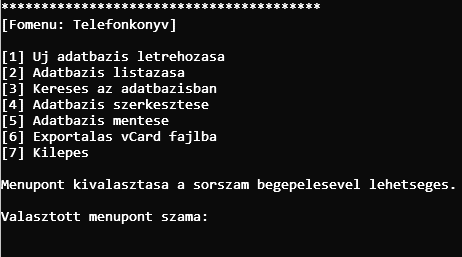 ****************************************
[Fomenu: Telefonkonyv]
[1] Uj adatbazis letrehozasa
[2] Adatbazis listazasa
[3] Kereses az adatbazisban
[4] Adatbazis szerkesztese
[5] Adatbazis mentese
[6] Exportalas vCard fajlba
[7] Kilepes
Menupont kivalasztasa a sorszam begepelesevel lehetseges.
Valasztott menupont szama: